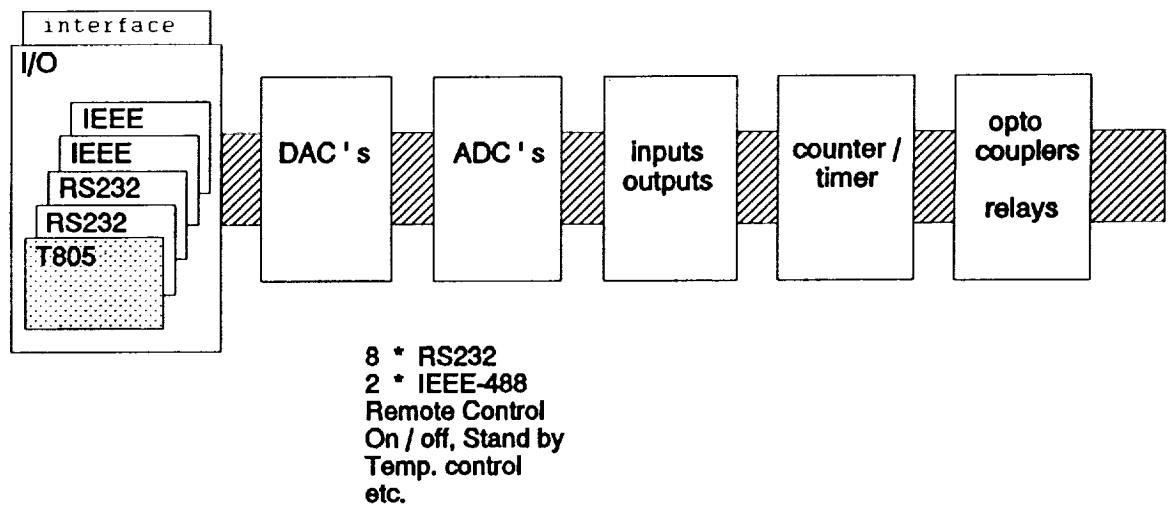 interface
I/O
IEEE
IEEE
RS232
RS232
T805
DAC ' s
ADC ' s
inputs
outputs
counter /
timer
opto
couplers
relays
8 * RS232
2 * IEEE-488
Remote Control
On / off, Stand by
Temp. control
etc.